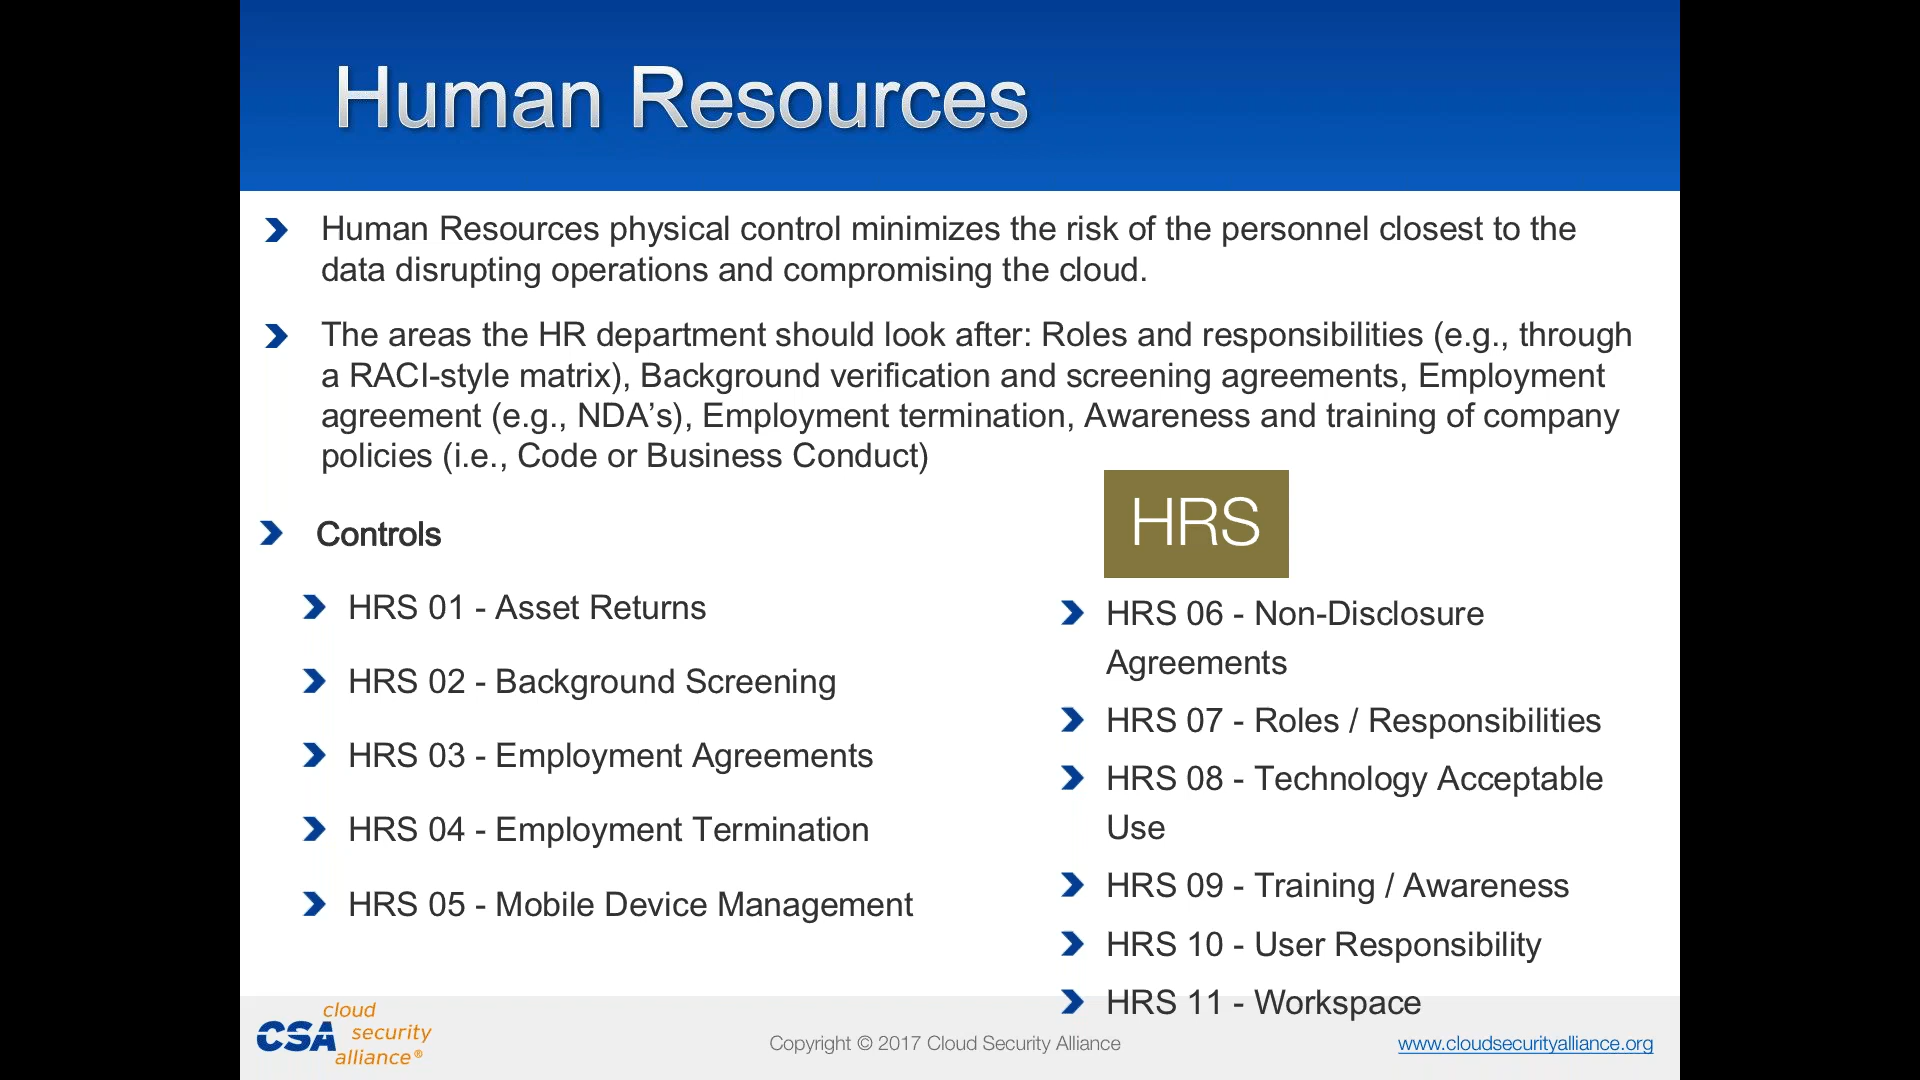 Human Resources
Human Resources physical control minimizes the risk of the personnel closest to the
data disrupting operations and compromising the cloud.
The areas the HR department should look after: Roles and responsibilities (e.g., through
a RACI-style matrix), Background verification and screening agreements, Employment
agreement (e.g., NDA’s), Employment termination, Awareness and training of company
policies (i.e., Code or Business Conduct)
Controls
HRS 01 - Asset Returns
HRS 02 - Background Screening
HRS 03 - Employment Agreements
HRS 04 - Employment Termination
HRS 05 - Mobile Device Management
HRS
HRS 06 - Non-Disclosure
Agreements
HRS 07 - Roles / Responsibilities
HRS 08 - Technology Acceptable
Use
HRS 09 - Training / Awareness
HRS 10 - User Responsibility
HRS 11 - Workspace
cloud
CSA security
alliance®
Copyright © 2017 Cloud Security Alliance
www.cloudsecurityalliance.org